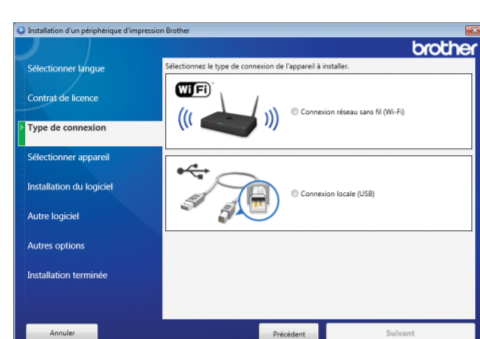 Installation d'un périphérique d'impression Brother
brother
Sélectionner langue
Contrat de licence
Type de connexion
Sélectionner appareil
Installation du logiciel
Autre logiciel
Autres options
Installation terminée
Sélectionnez le type de connexion de l'appareil à installer.
Wi Fi
Connexion réseau sans fil (Wi-Fi)
Connexion locale (USB)
Annuler
Précédent
Suivant